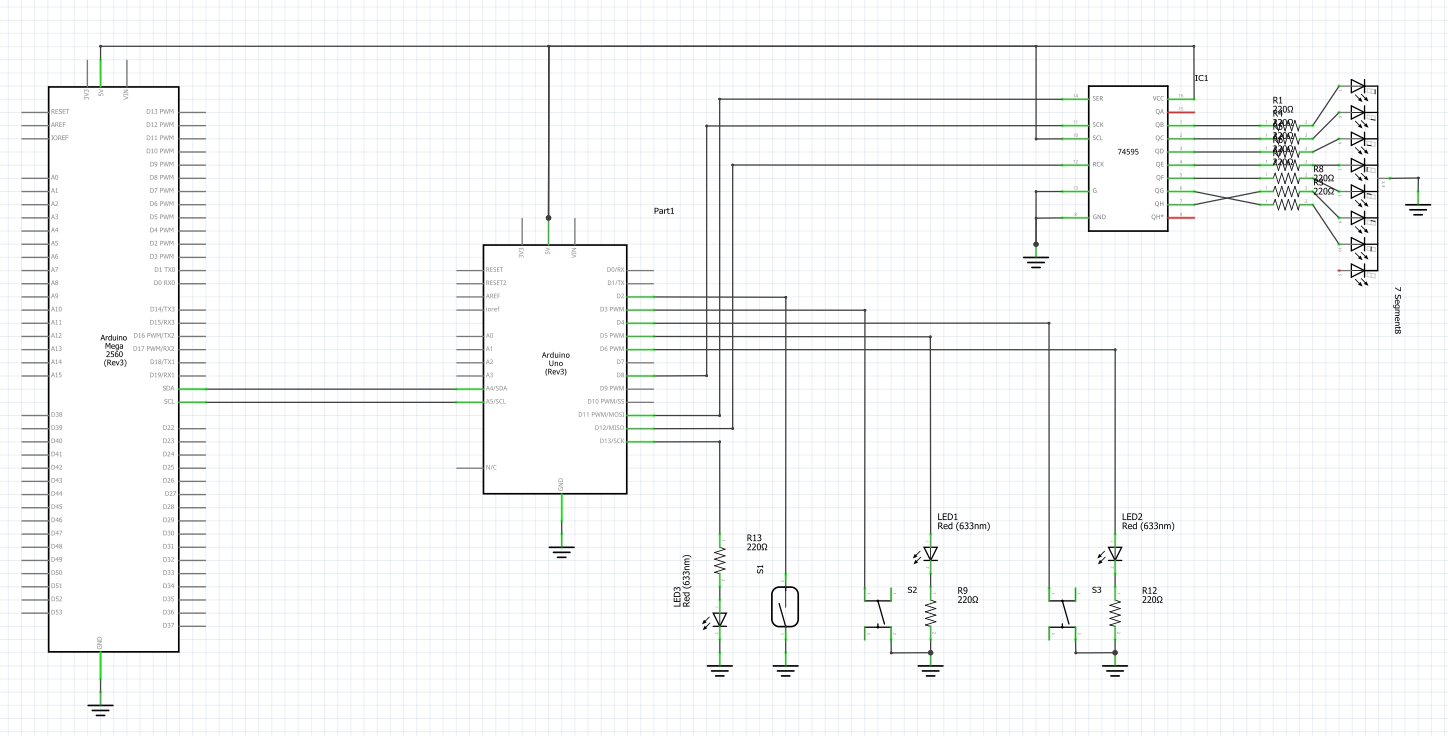 3V3
5V
VIN
RESET
AREF
IOREF
A0
A1
A2
A3
A4
A5
A6
A7
A8
A9
A10
A11
A12
A13
A14
A15
SDA
SCL
D38
D39
D40
D41
D42
D43
D44
D45
D46
D47
D48
D49
D50
D51
D52
D53
D13 PWM
D12 PWM
D11 PWM
D10 PWM
D9 PWM
D8 PWM
D7 PWM
D6 PWM
D5 PWM
D4 PWM
D2 PWM
D3 PWM
D1 TX0
D0 RX0
D14/TX3
D15/RX3
D16 PWM/TX2
D17 PWM/RX2
D18/TX1
D19/RX1
D22
D23
D24
D25
D26
D27
D28
D29
D30
D31
D32
D33
D34
D35
D36
D37
Arduino
Mega
2560
(Rev3)
GND
Part1
3V3
5V
VIN
RESET
RESET2
AREF
ioref
A0
A1
A2
A3
A4/SDA
A5/SCL
N/C
D0/RX
D1/TX
D2
D3 PWM
D4
D5 PWM
D6 PWM
D7
D8
D9 PWM
D10 PWM/SS
D11 PWM/MOSI
D12/MISO
D13/SCK
Arduino
Uno
(Rev3)
GND
IC1
SER
SCK
SCL
RCK
G
GND
74595
VCC
QA
QB
QC
QD
QE
QF
QG
QH
QH*
R1
220Ω
R8
220Ω
7 Segment8
LED3
Red (633nm)
R13
220Ω
S1
S2
LED1
Red (633nm)
R9
220Ω
S3
LED2
Red (633nm)
R12
220Ω